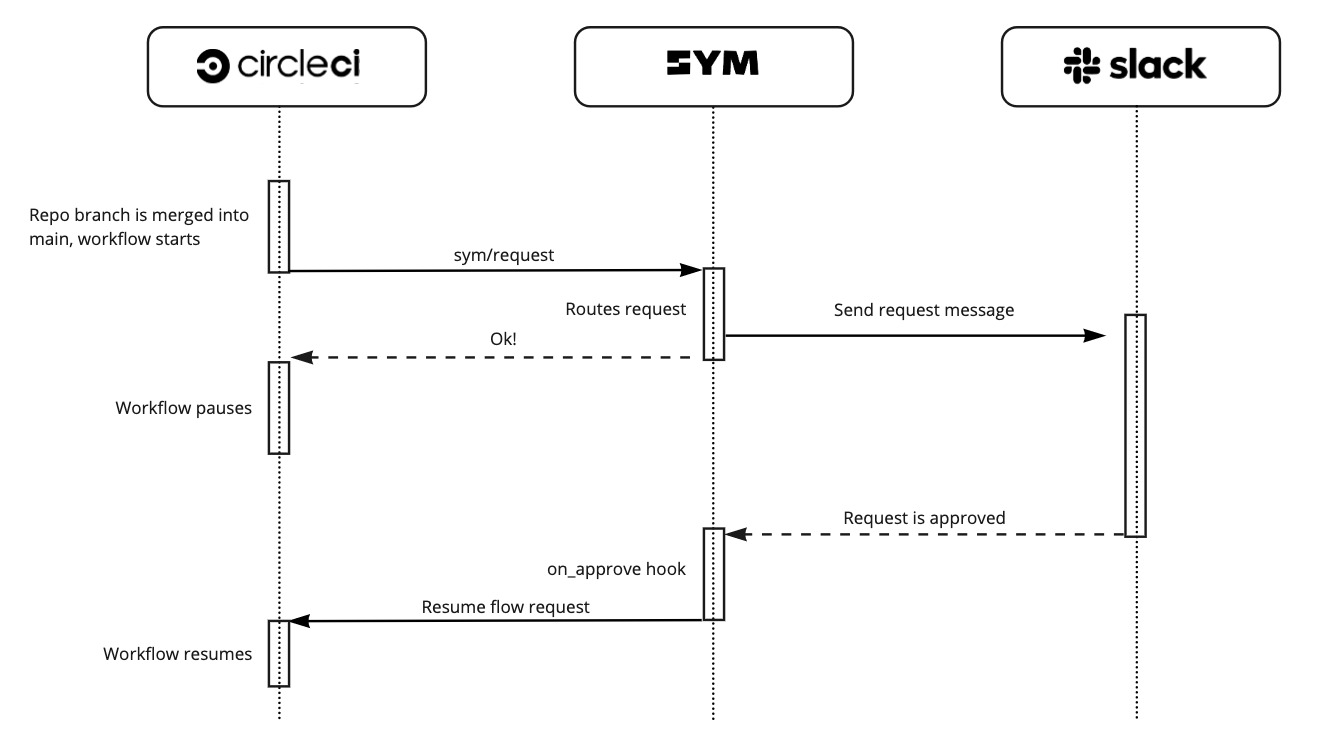 circleci
SYM
slack
Repo branch is merged into
main, workflow starts
sym/request
Routes request
Send request message
Ok!
Workflow pauses
Request is approved
on_approve hook
Resume flow request
Workflow resumes